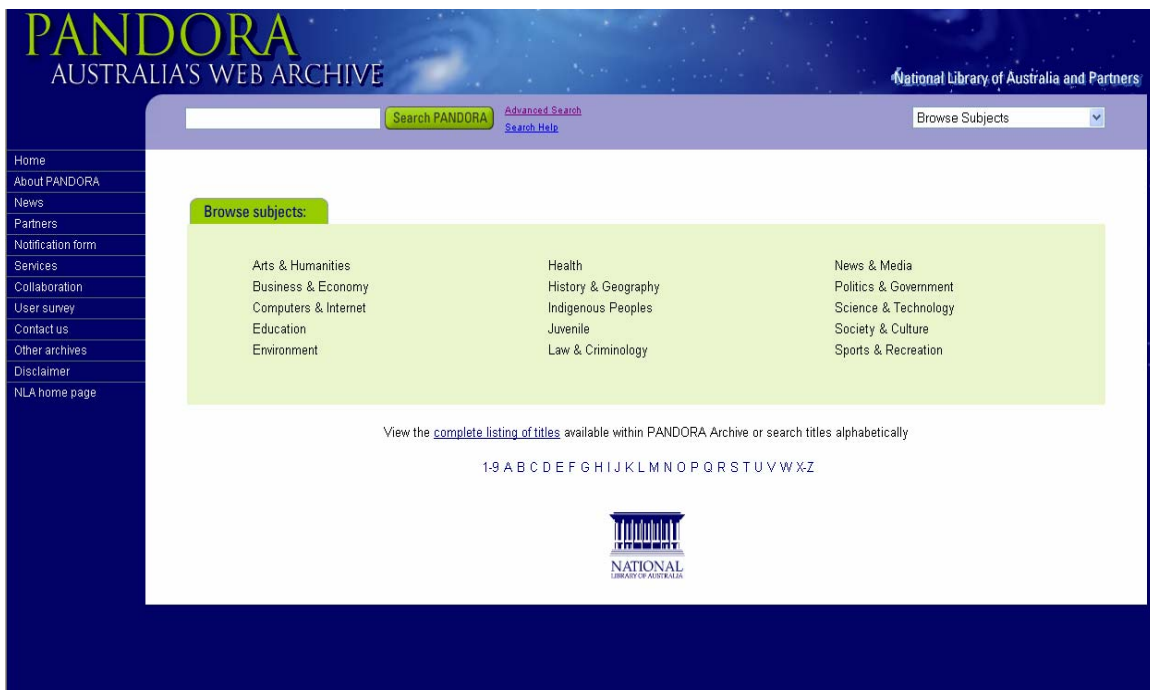 PANDORA
AUSTRALIA'S WEB ARCHIVE
National Library of Australia and Partners
Search PANDORA
Advanced Search
Search Help
Browse Subjects
Home
About PANDORA
News
Partners
Notification form
Services
Collaboration
User survey
Contact us
Other archives
Disclaimer
NLA home page
Browse subjects:
Arts & Humanities
Business & Economy
Computers & Internet
Education
Environment
Health
History & Geography
Indigenous Peoples
Juvenile
Law & Criminology
News & Media
Politics & Government
Science & Technology
Society & Culture
Sports & Recreation
View the complete listing of titles available within PANDORA Archive or search titles alphabetically
1-9 A B C D E F G H I J K L M N O P Q R S T U V W X-Z
NATIONAL
LIBRARY OF AUSTRALIA